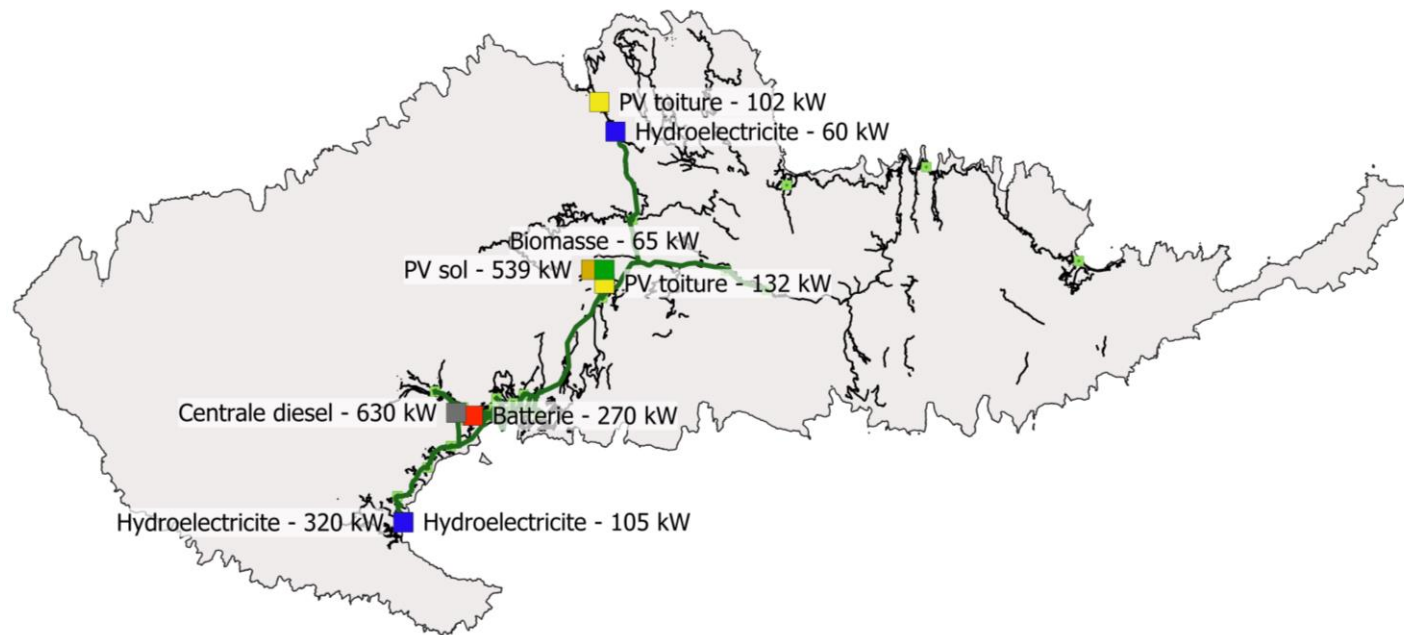 PV toiture - 102 kW
Hydroelectricite - 60 kW
Biomasse - 65 kW
PV sol - 539 kW
PV toiture - 132 kW
Centrale diesel - 630 kW
Batterie - 270 kW
Hydroelectricite - 320 kW
Hydroelectricite - 105 kW